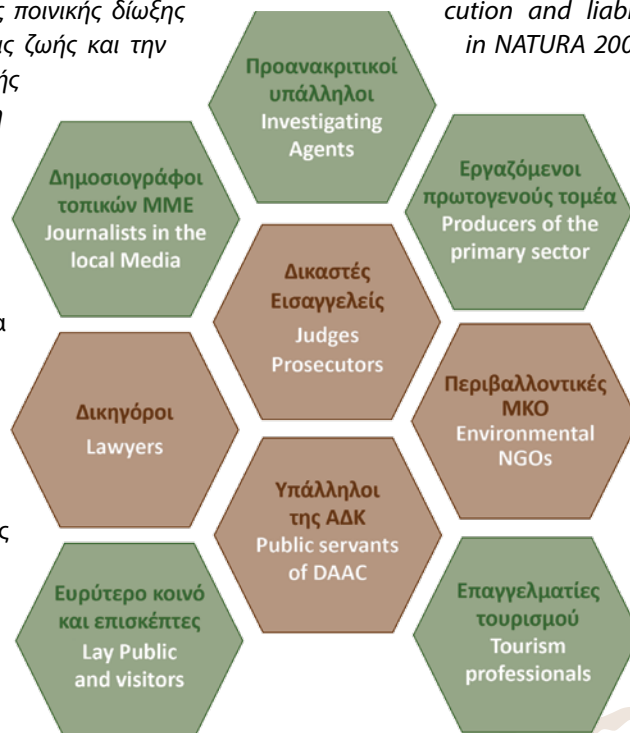 ποινικής δίωξης
ζωής και την
cution and
in NATURA
Προανακριτικοί
υπάλληλοι
Investigating
Agents
Δημοσιογράφοι
τοπικών ΜΜΕ
Journalists in the
local Media
Εργαζόμενοι
πρωτογενούς τομέα
Producers of the
primary sector
Δικαστές
Εισαγγελείς
Judges
Prosecutors
Δικηγόροι
Lawyers
Περιβαλλοντικές
ΜΚΟ
Environmental
NGOs
Υπάλληλοι
της ΑΔΚ
Public servants
of DAAC
Ευρύτερο κοινό
και επισκέπτες
Lay Public
and visitors
Επαγγελματίες
τουρισμού
Tourism
professionals